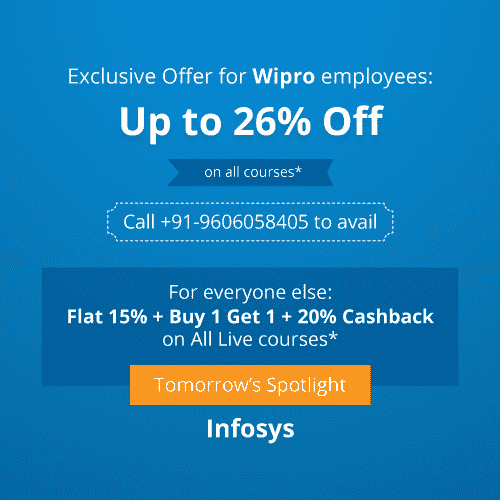 Exclusive Offer for Wipro employees:
Up to 26% Off
on all courses*
Call +91-9606058405 to avail
For everyone else:
Flat 15% + Buy 1 Get 1 + 20% Cashback
on All Live courses*
Tomorrow's Spotlight
Infosys